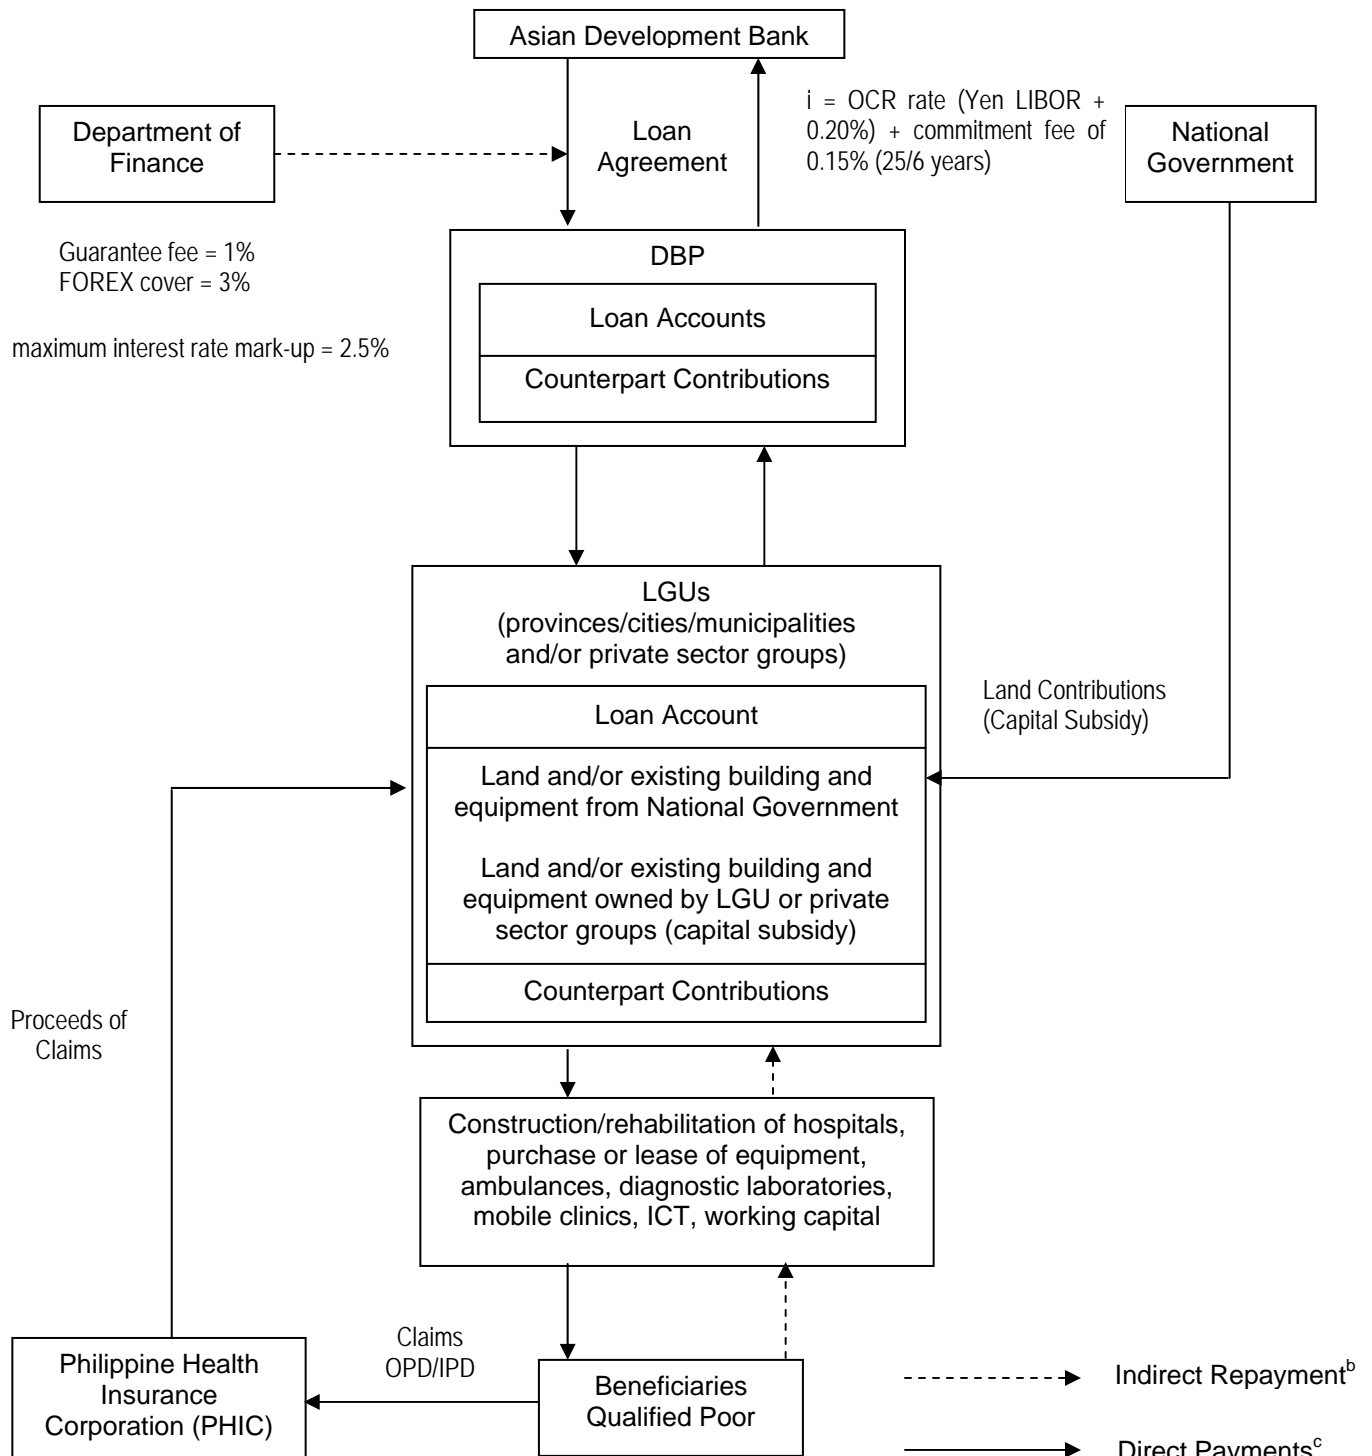 Asian Development Bank
Department of
Finance
Loan
Agreement
i = OCR rate (Yen LIBOR +
0.20%) + commitment fee of
0.15% (25/6 years)
National
Government
Guarantee fee = 1%
FOREX cover = 3%
maximum interest rate mark-up = 2.5%
DBP
Loan Accounts
Counterpart Contributions
LGUs
(provinces/cities/municipalities
and/or private sector groups)
Loan Account
Land and/or existing building and
equipment from National Government
Land and/or existing building and
equipment owned by LGU or private
sector groups (capital subsidy)
Counterpart Contributions
Land Contributions
(Capital Subsidy)
Proceeds of
Claims
Construction/rehabilitation of hospitals,
purchase or lease of equipment,
ambulances, diagnostic laboratories,
mobile clinics, ICT, working capital
Philippine Health
Insurance
Corporation (PHIC)
Claims
OPD/IPD
Beneficiaries
Qualified Poor
Indirect Repayment^b
Direct Payments^c